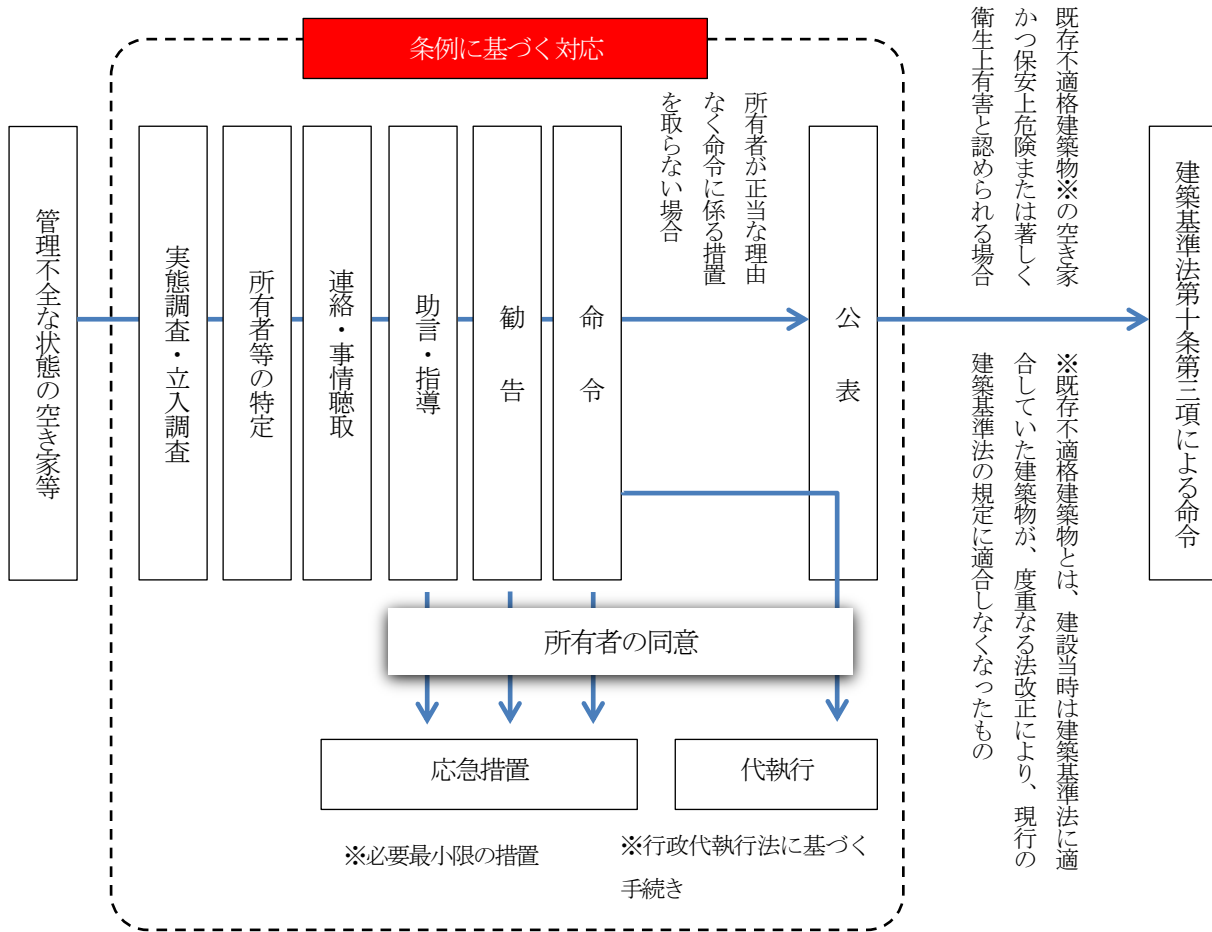 条例に基づく対応
管理不全な状態の空き家等
実態調査・立入調査
所有者等の特定
連絡・事情聴取
助言・指導
勧告
命令
所有者が正当な理由
なく命令に係る措置
を取らない場合
公表
既存不適格建築物※の空き家
かつ保安上危険または著しく
衛生上有害と認められる場合
※既存不適格建築物とは、建設当時は建築基準法に適
合していた建築物が、度重なる法改正により、現行の
建築基準法の規定に適合しなくなったもの
建築基準法第十条第三項による命令
所有者の同意
応急措置
代執行
※必要最小限の措置
※行政代執行法に基づく
手続き